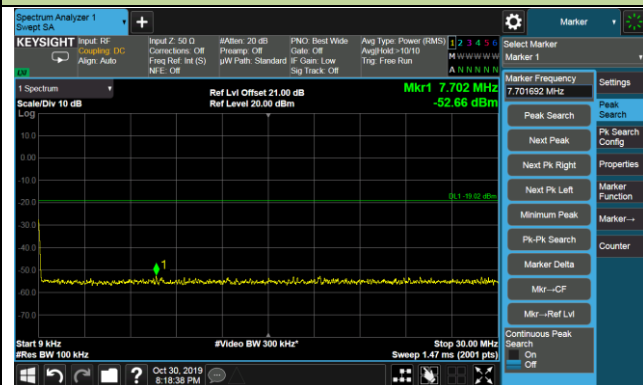 Spectrum Analyzer 1
Swept SA
Marker
KEYSIGHT
Input: RF
Coupling: DC
Align: Auto
Input Z: 50 Ω
Corrections: Off
Freq Ref: Int (S)
NFE: Off
#Atten: 20 dB
Preamp: Off
µW Path: Standard
PNO: Best Wide
Gate: Off
IF Gain: Low
Sig Track: Off
Avg Type: Power (RMS)
Avg|Hold:>10/10
Trig: Free Run
1 2 3 4 5 6
M W W W W W
A N N N N N
LXI
Select Marker
Marker 1
1 Spectrum
Scale/Div 10 dB
Log
Ref Lvl Offset 21.00 dB
Ref Level 20.00 dBm
Mkr1 7.702 MHz
-52.66 dBm
10.0
0.00
-10.0
-20.0
-30.0
-40.0
-50.0
-60.0
-70.0
DL1 -19.02 dBm
1
Start 9 kHz
#Res BW 100 kHz
#Video BW 300 kHz*
Stop 30.00 MHz
Sweep 1.47 ms (2001 pts)
Marker Frequency
7.701692 MHz
Peak Search
Next Peak
Next Pk Right
Next Pk Left
Minimum Peak
Pk-Pk Search
Marker Delta
Mkr→CF
Mkr→Ref Lvl
Continuous Peak
Search
On
Off
Settings
Peak
Search
Pk Search
Config
Properties
Marker
Function
Marker→
Counter
?
Oct 30, 2019
8:18:38 PM